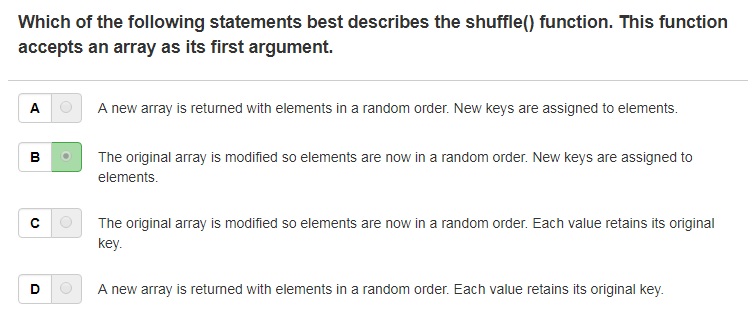 Which of the following statements best describes the shuffle() function. This function
accepts an array as its first argument.
A A new array is returned with elements in a random order. New keys are assigned to elements.
B The original array is modified so elements are now in a random order. New keys are assigned to
elements.
C The original array is modified so elements are now in a random order. Each value retains its original
key.
D A new array is returned with elements in a random order. Each value retains its original key.